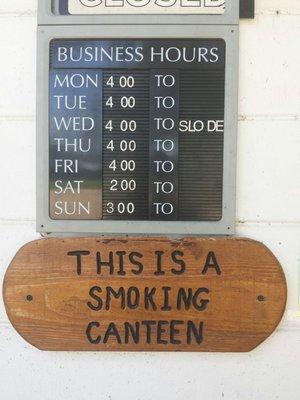 CLOSED
BUSINESS HOURS
MON 4 00 TO
TUE 4 00 TO
WED 4 00 TO SLO DE
THU 4 00 TO
FRI 4 00 TO
SAT 2 00 TO
SUN 3 00 TO
THIS IS A
SMOKING
CANTEEN